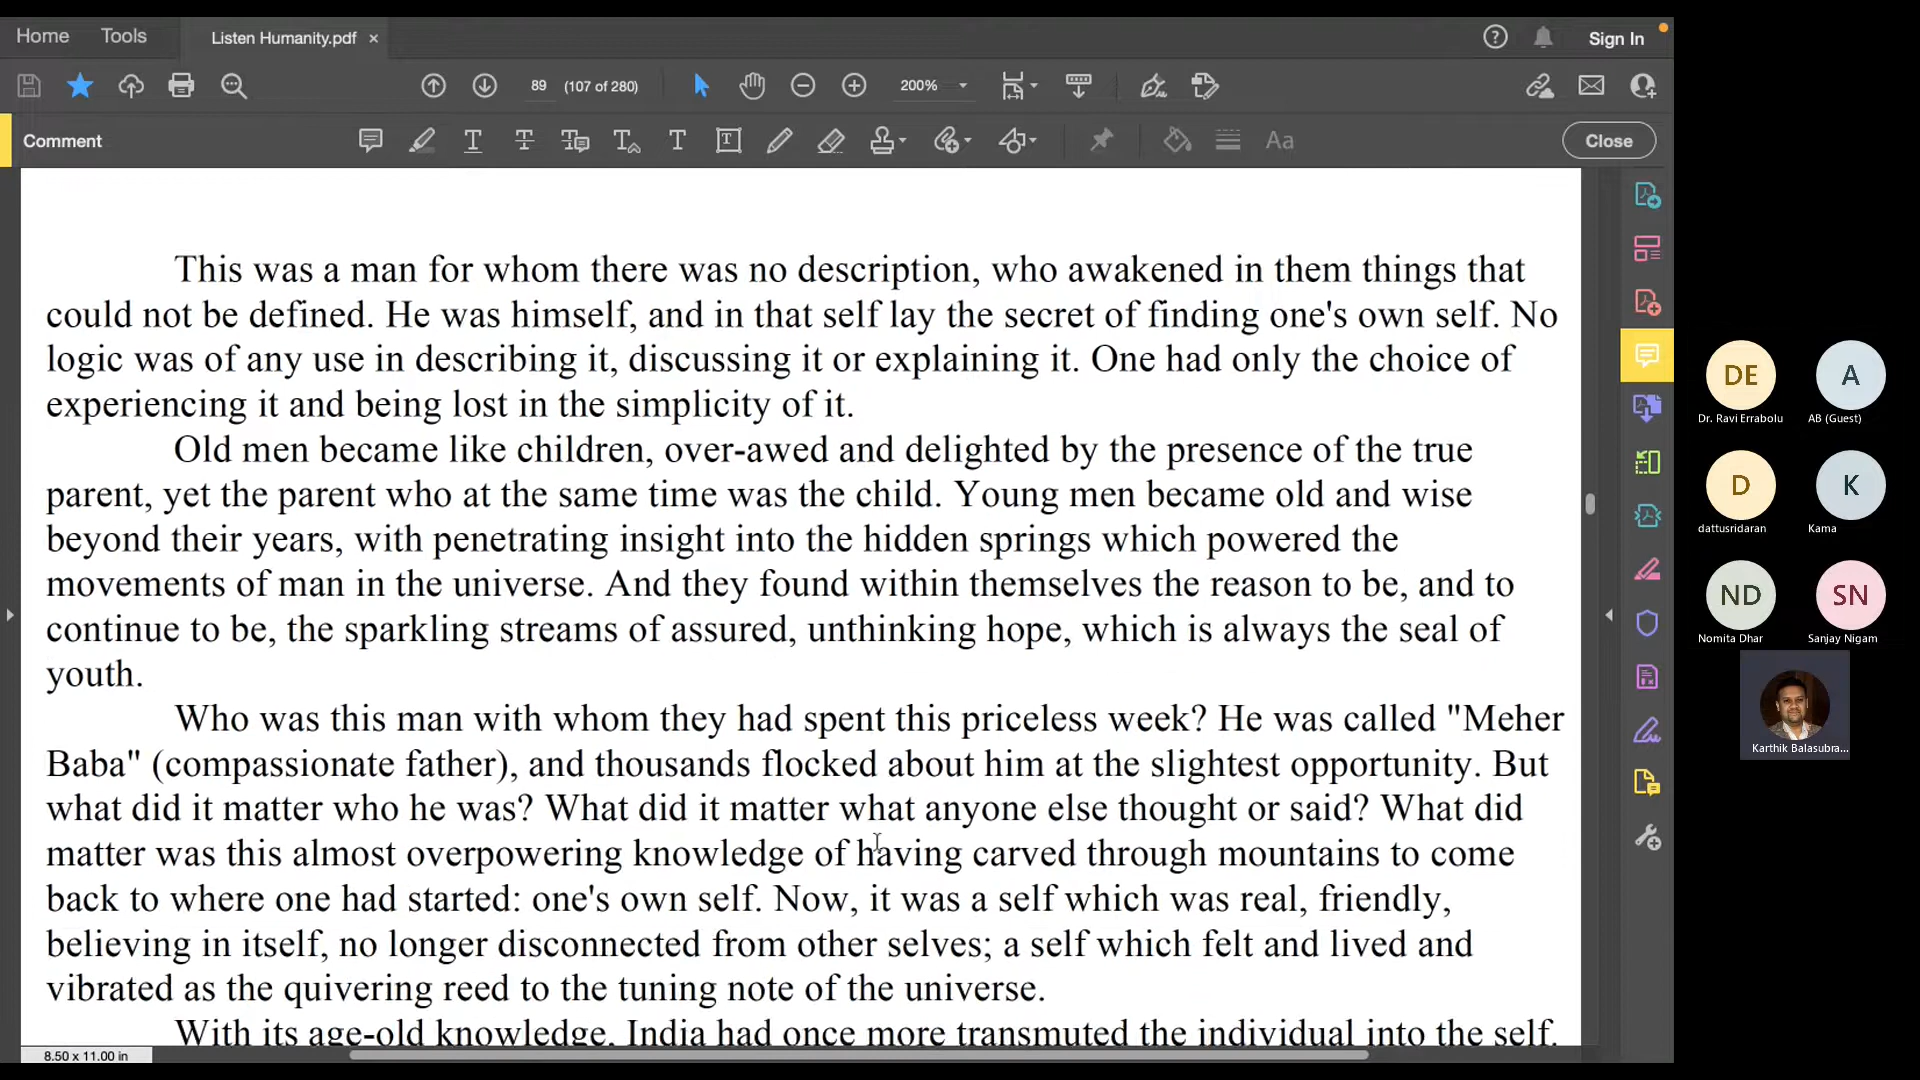 Home Tools Listen Humanity.pdf × Sign In
89 (107 of 280) 200%
Comment Close
This was a man for whom there was no description, who awakened in them things that
could not be defined. He was himself, and in that self lay the secret of finding one's own self. No
logic was of any use in describing it, discussing it or explaining it. One had only the choice of
experiencing it and being lost in the simplicity of it.
Old men became like children, over-awed and delighted by the presence of the true
parent, yet the parent who at the same time was the child. Young men became old and wise
beyond their years, with penetrating insight into the hidden springs which powered the
movements of man in the universe. And they found within themselves the reason to be, and to
continue to be, the sparkling streams of assured, unthinking hope, which is always the seal of
youth.
Who was this man with whom they had spent this priceless week? He was called "Meher
Baba" (compassionate father), and thousands flocked about him at the slightest opportunity. But
what did it matter who he was? What did it matter what anyone else thought or said? What did
matter was this almost overpowering knowledge of having carved through mountains to come
back to where one had started: one's own self. Now, it was a self which was real, friendly,
believing in itself, no longer disconnected from other selves; a self which felt and lived and
vibrated as the quivering reed to the tuning note of the universe.
With its age-old knowledge, India had once more transmuted the individual into the self.
8.50 x 11.00 in
DE A
Dr. Ravi Errabolu AB (Guest)
D K
dattusridaran Kama
ND SN
Nomita Dhar Sanjay Nigam
Karthik Balasubra...